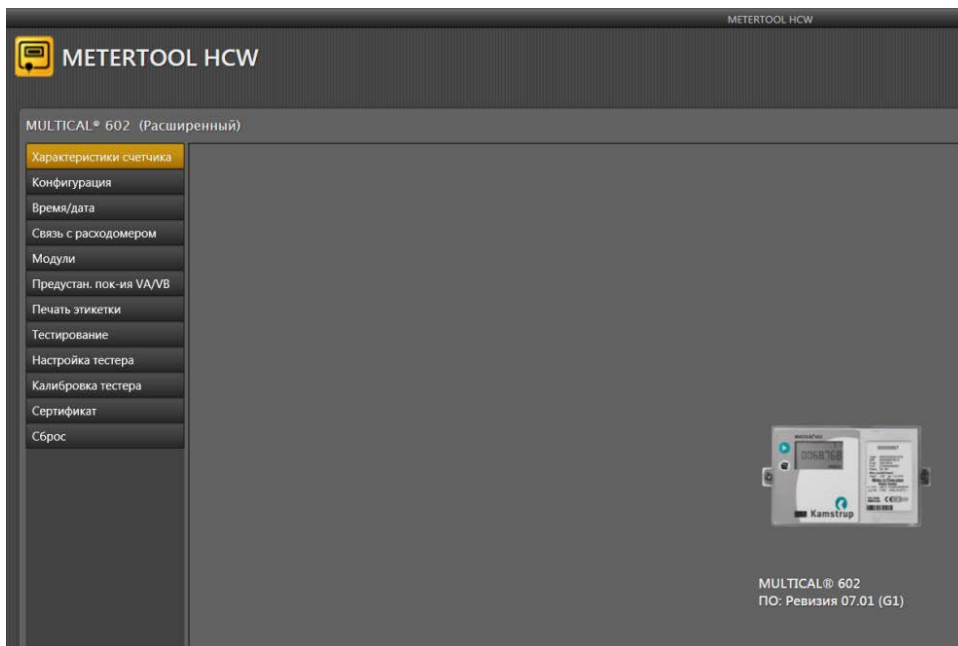 METERTOOL HCW
METERTOOL HCW
MULTICAL® 602 (Расширенный)
Характеристики счетчика
Конфигурация
Время/дата
Связь с расходомером
Модули
Предустан. пок-ия VA/VB
Печать этикетки
Тестирование
Настройка тестера
Калибровка тестера
Сертификат
Сброс
0068768
Kamstrup
MULTICAL® 602
ПО: Ревизия 07.01 (G1)